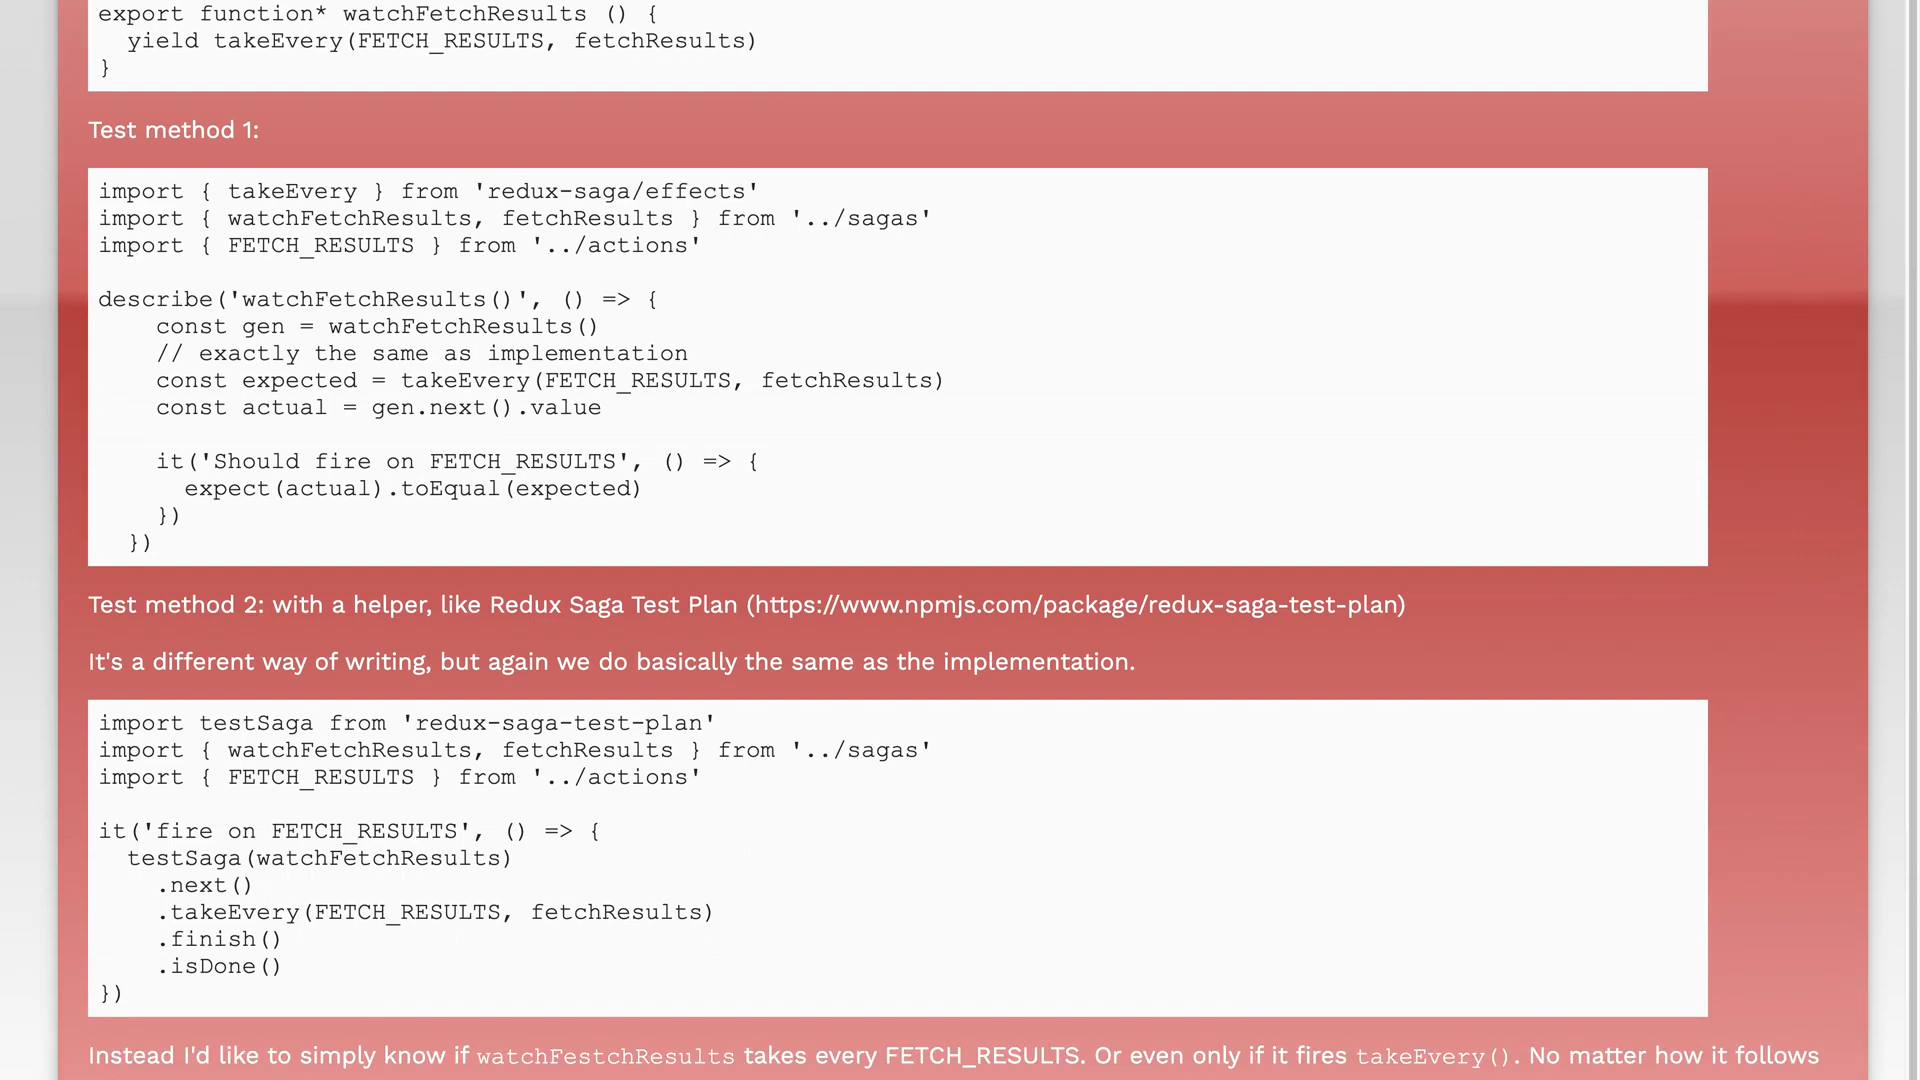 export function* watchFetchResults () {
  yield takeEvery(FETCH_RESULTS, fetchResults)
}
Test method 1:
import { takeEvery } from 'redux-saga/effects'
import { watchFetchResults, fetchResults } from '../sagas'
import { FETCH_RESULTS } from '../actions'
describe('watchFetchResults()', () => {
    const gen = watchFetchResults()
    // exactly the same as implementation
    const expected = takeEvery(FETCH_RESULTS, fetchResults)
    const actual = gen.next().value
    it('Should fire on FETCH_RESULTS', () => {
      expect(actual).toEqual(expected)
    })
  })
Test method 2: with a helper, like Redux Saga Test Plan (https://www.npmjs.com/package/redux-saga-test-plan)
It's a different way of writing, but again we do basically the same as the implementation.
import testSaga from 'redux-saga-test-plan'
import { watchFetchResults, fetchResults } from '../sagas'
import { FETCH_RESULTS } from '../actions'
it('fire on FETCH_RESULTS', () => {
  testSaga(watchFetchResults)
    .next()
    .takeEvery(FETCH_RESULTS, fetchResults)
    .finish()
    .isDone()
})
Instead I'd like to simply know if watchFestchResults takes every FETCH_RESULTS. Or even only if it fires takeEvery(). No matter how it follows